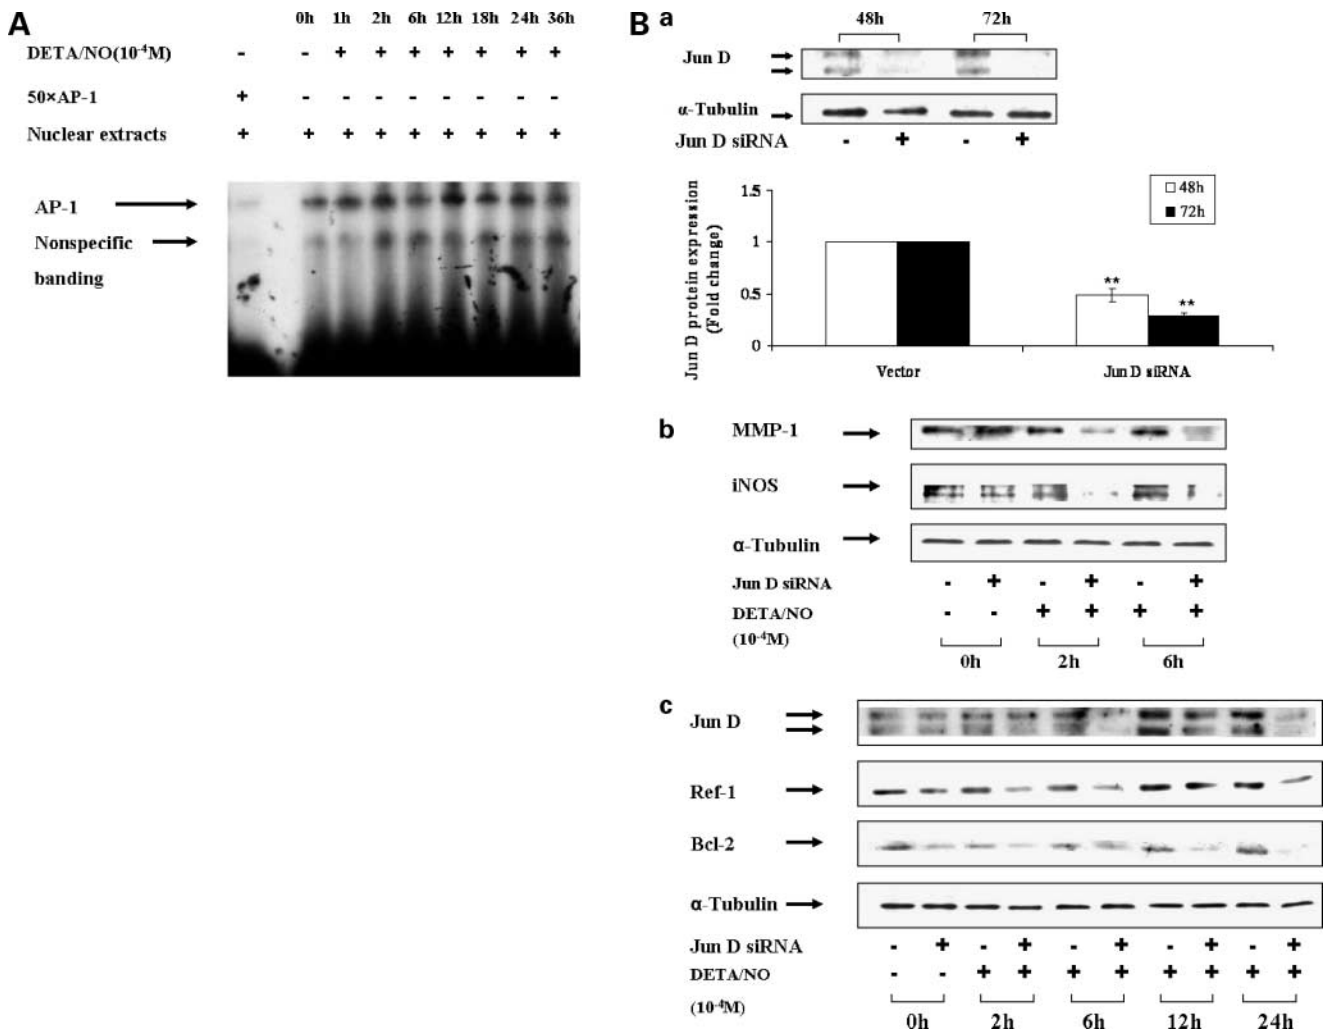 A
0h 1h 2h 6h 12h 18h 24h 36h
DETA/NO(10⁻⁴M) - - + + + + + + +
50×AP-1 + - - - - - - - -
Nuclear extracts + + + + + + + + +
AP-1
Nonspecific
banding
B
a
48h 72h
Jun D
α-Tubulin
Jun D siRNA - + - +
Jun D protein expression
(Fold change)
1.5
1
0.5
0
48h
72h
**
**
Vector Jun D siRNA
b
MMP-1
iNOS
α-Tubulin
Jun D siRNA - + - + - +
DETA/NO - - + + + +
(10⁻⁴M)
0h 2h 6h
c
Jun D
Ref-1
Bcl-2
α-Tubulin
Jun D siRNA - + - + - + - + - +
DETA/NO - - + + + + + + + +
(10⁻⁴M)
0h 2h 6h 12h 24h